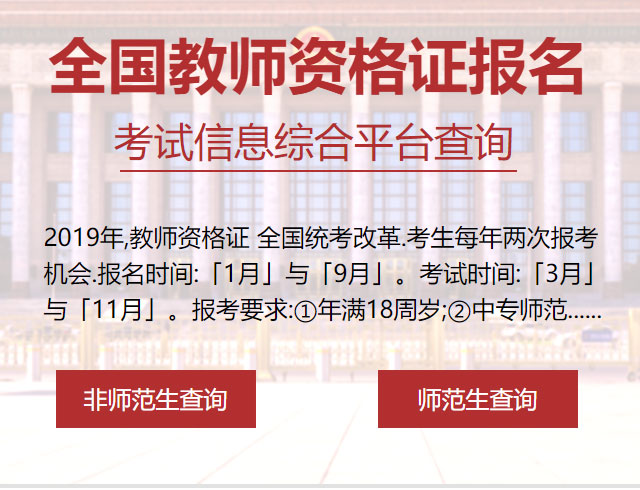 全国教师资格证报名
考试信息综合平台查询
2019年,教师资格证 全国统考改革.考生每年两次报考
机会.报名时间:「1月」与「9月」。考试时间:「3月」
与「11月」。报考要求:①年满18周岁;②中专师范......
非师范生查询
师范生查询